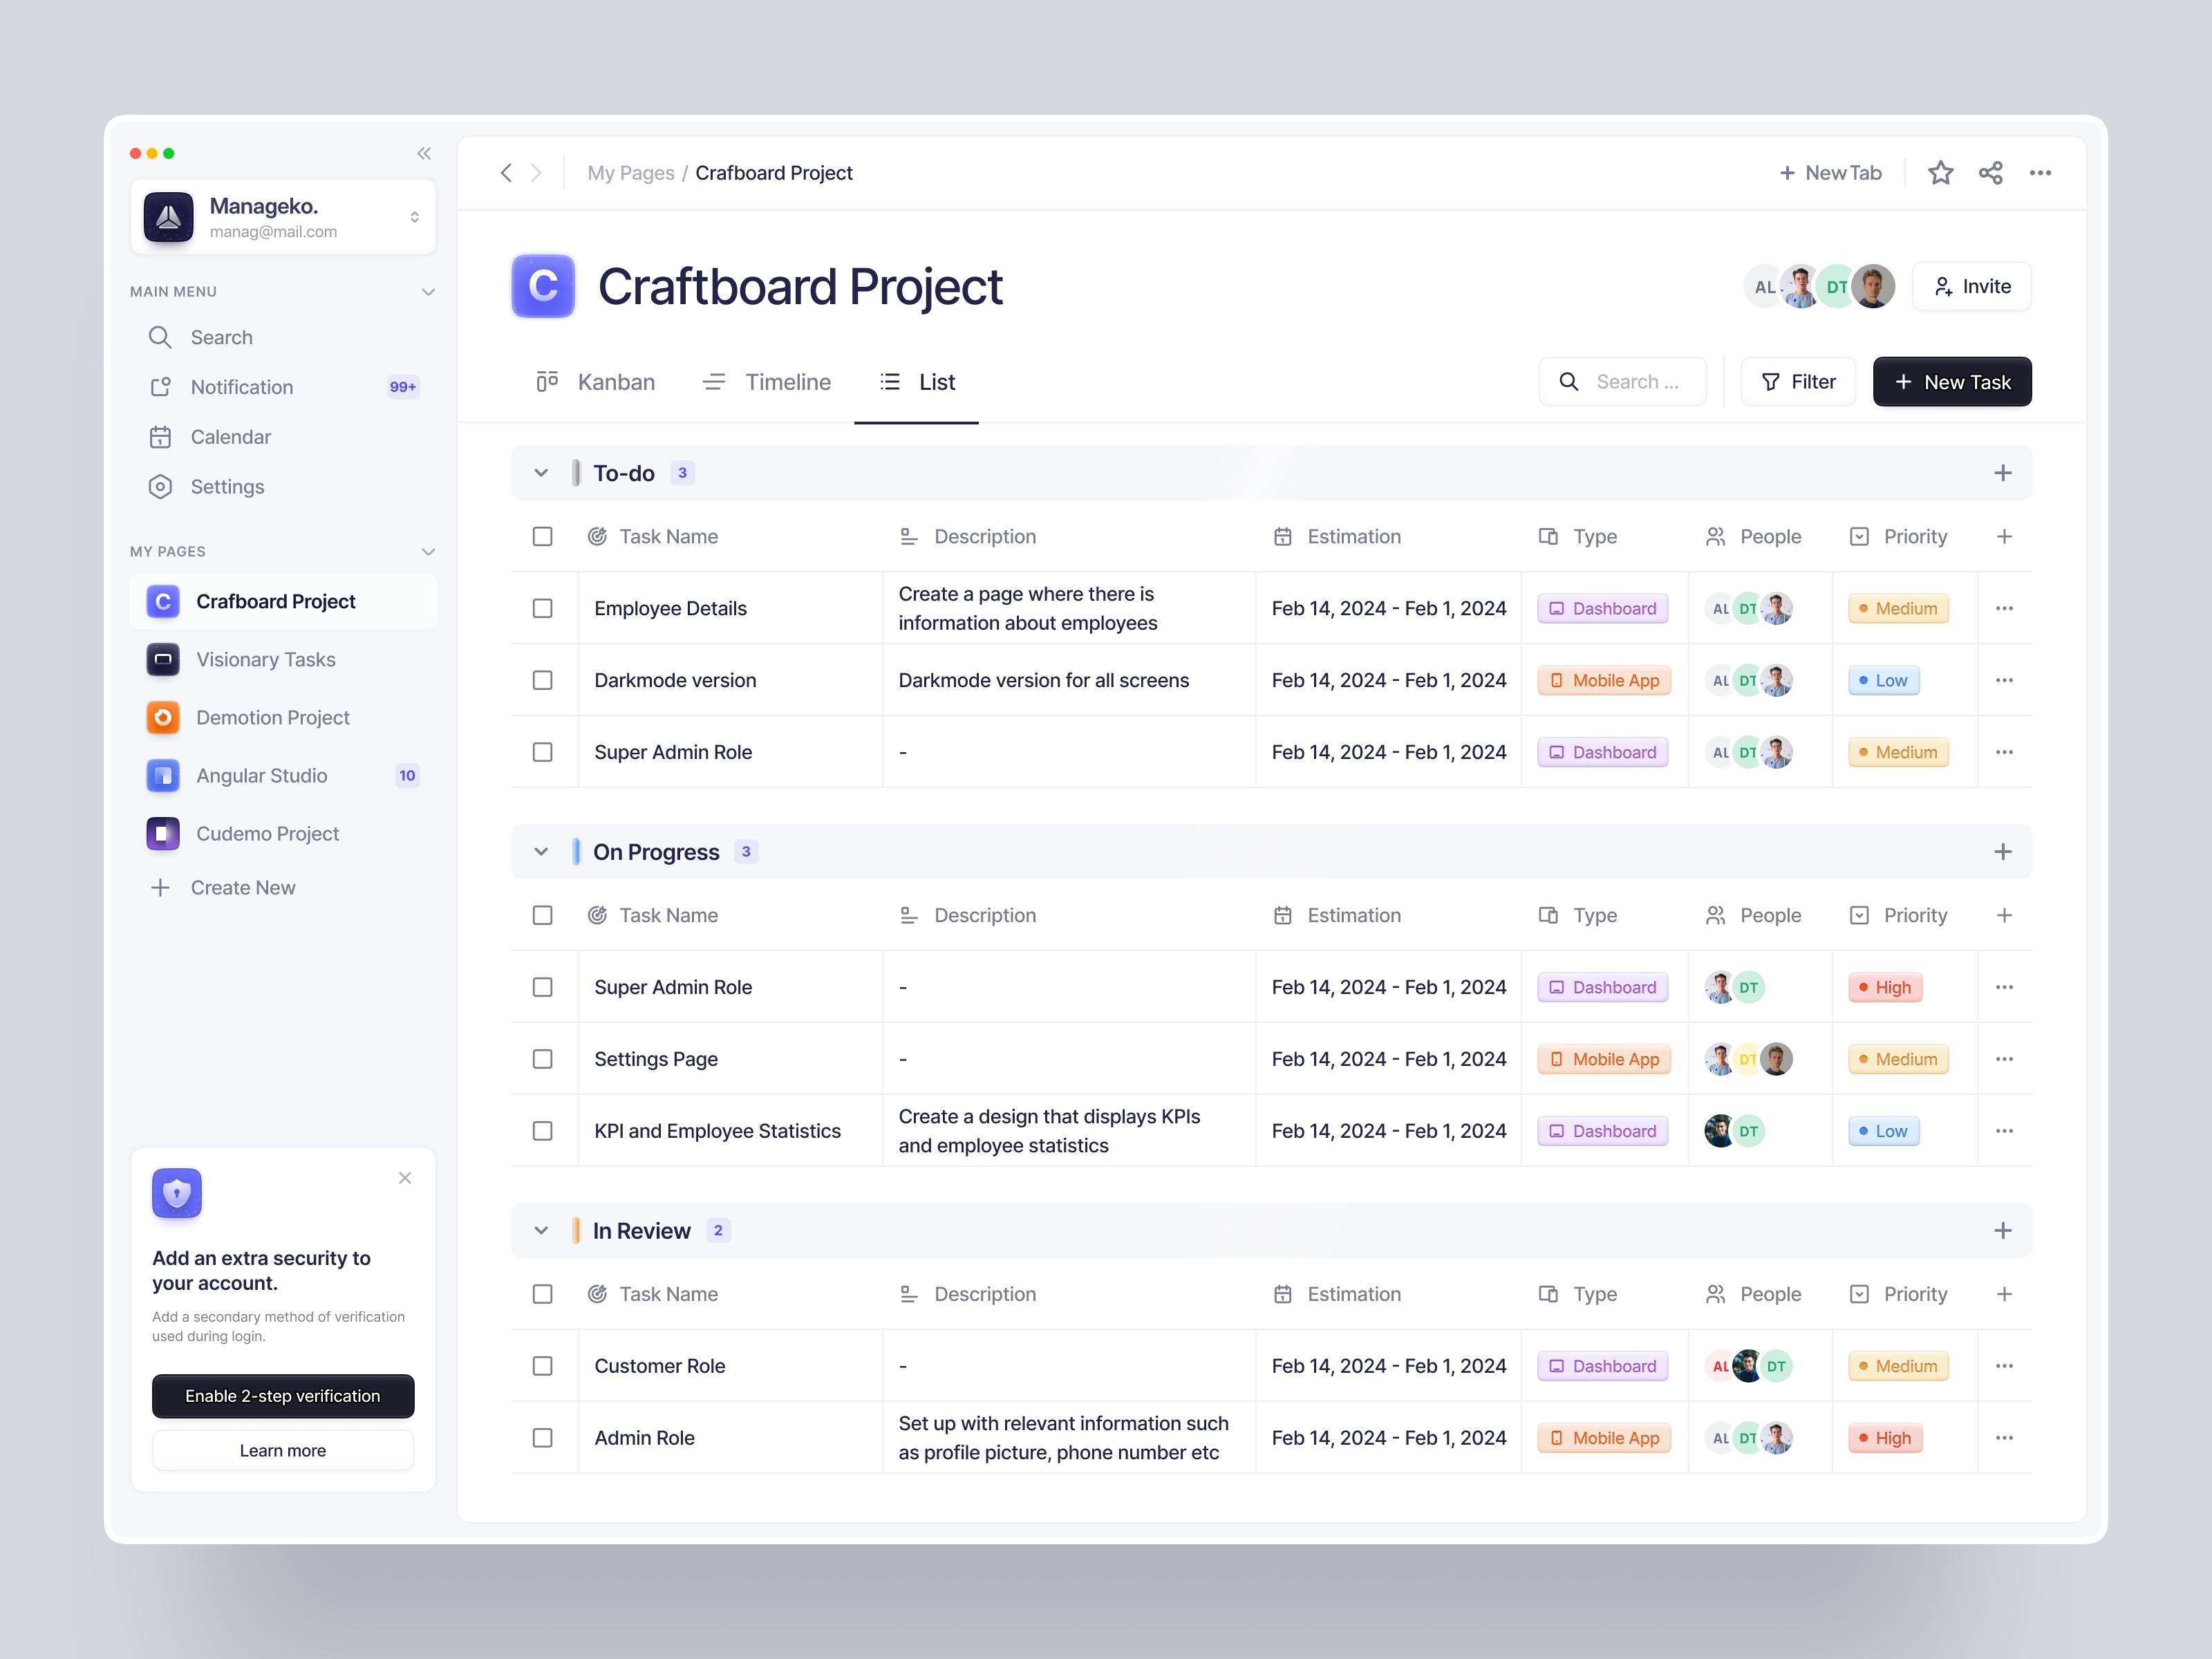 Manageko.
manag@mail.com
MAIN MENU
Search
Notification 99+
Calendar
Settings
MY PAGES
C Crafboard Project
Visionary Tasks
Demotion Project
Angular Studio 10
Cudemo Project
Create New
Add an extra security to
your account.
Add a secondary method of verification
used during login.
Enable 2-step verification
Learn more
My Pages / Crafboard Project
+ New Tab
C Craftboard Project
AL DT Invite
Kanban Timeline List
Search ... Filter + New Task
To-do 3
Task Name Description Estimation Type People Priority
Employee Details Create a page where there is
information about employees Feb 14, 2024 - Feb 1, 2024 Dashboard AL DT Medium
Darkmode version Darkmode version for all screens Feb 14, 2024 - Feb 1, 2024 Mobile App AL DT Low
Super Admin Role - Feb 14, 2024 - Feb 1, 2024 Dashboard AL DT Medium
On Progress 3
Task Name Description Estimation Type People Priority
Super Admin Role - Feb 14, 2024 - Feb 1, 2024 Dashboard DT High
Settings Page - Feb 14, 2024 - Feb 1, 2024 Mobile App DT Medium
KPI and Employee Statistics Create a design that displays KPIs
and employee statistics Feb 14, 2024 - Feb 1, 2024 Dashboard DT Low
In Review 2
Task Name Description Estimation Type People Priority
Customer Role - Feb 14, 2024 - Feb 1, 2024 Dashboard AL DT Medium
Admin Role Set up with relevant information such
as profile picture, phone number etc Feb 14, 2024 - Feb 1, 2024 Mobile App AL DT High